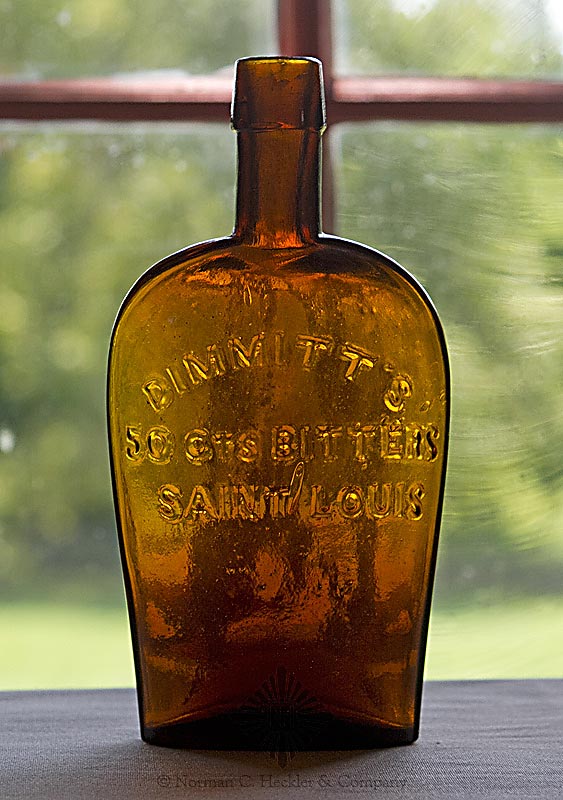 DIMMITT'S
50 CTS BITTERS
SAINT LOUIS
© Norman C. Heckler & Company